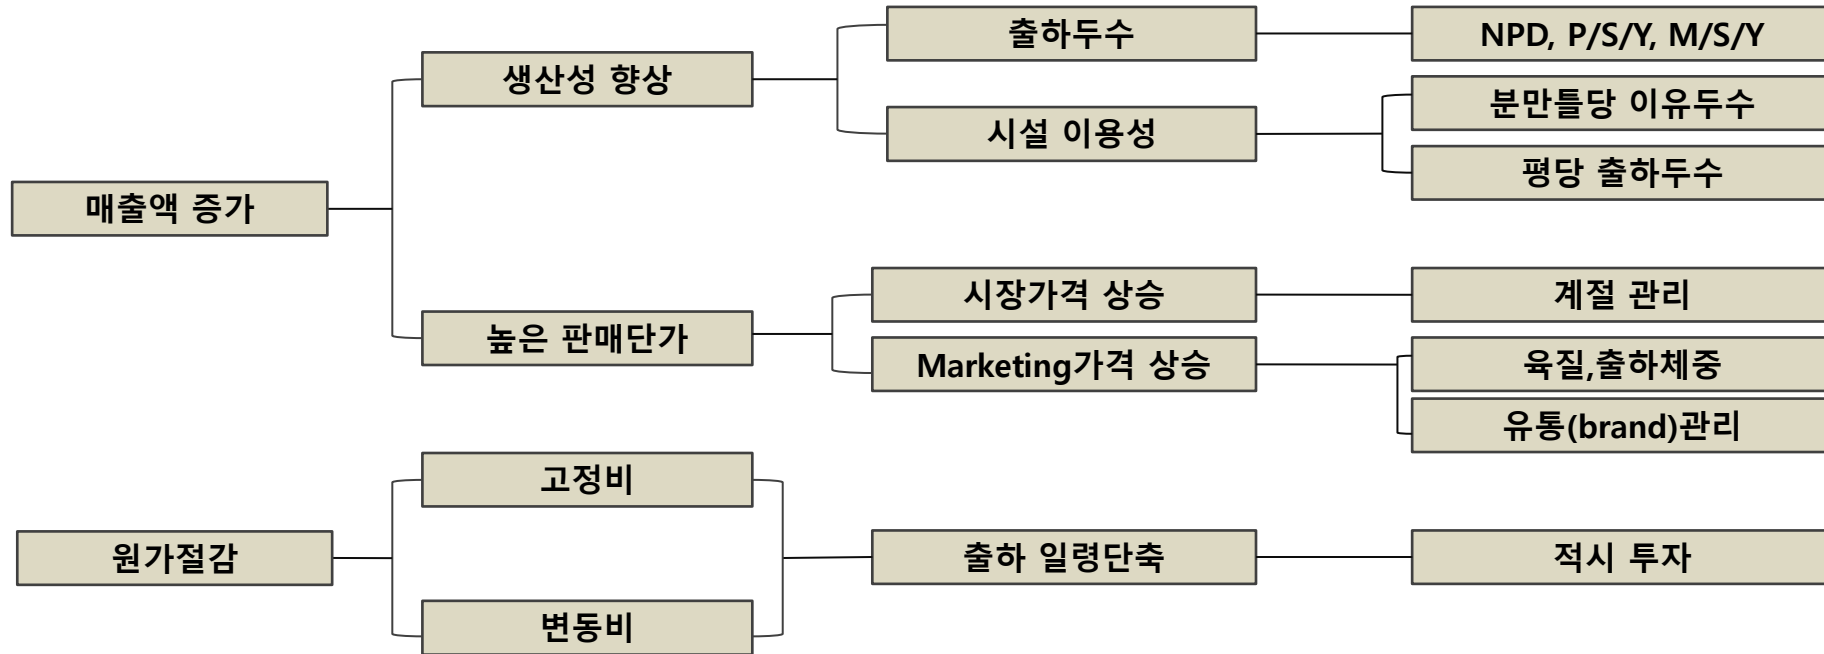 출하두수
NPD, P/S/Y, M/S/Y
생산성 향상
분만틀당 이유두수
시설 이용성
평당 출하두수
매출액 증가
시장가격 상승
계절 관리
높은 판매단가
Marketing가격 상승
육질,출하체중
유통(brand)관리
고정비
원가절감
출하 일령단축
적시 투자
변동비